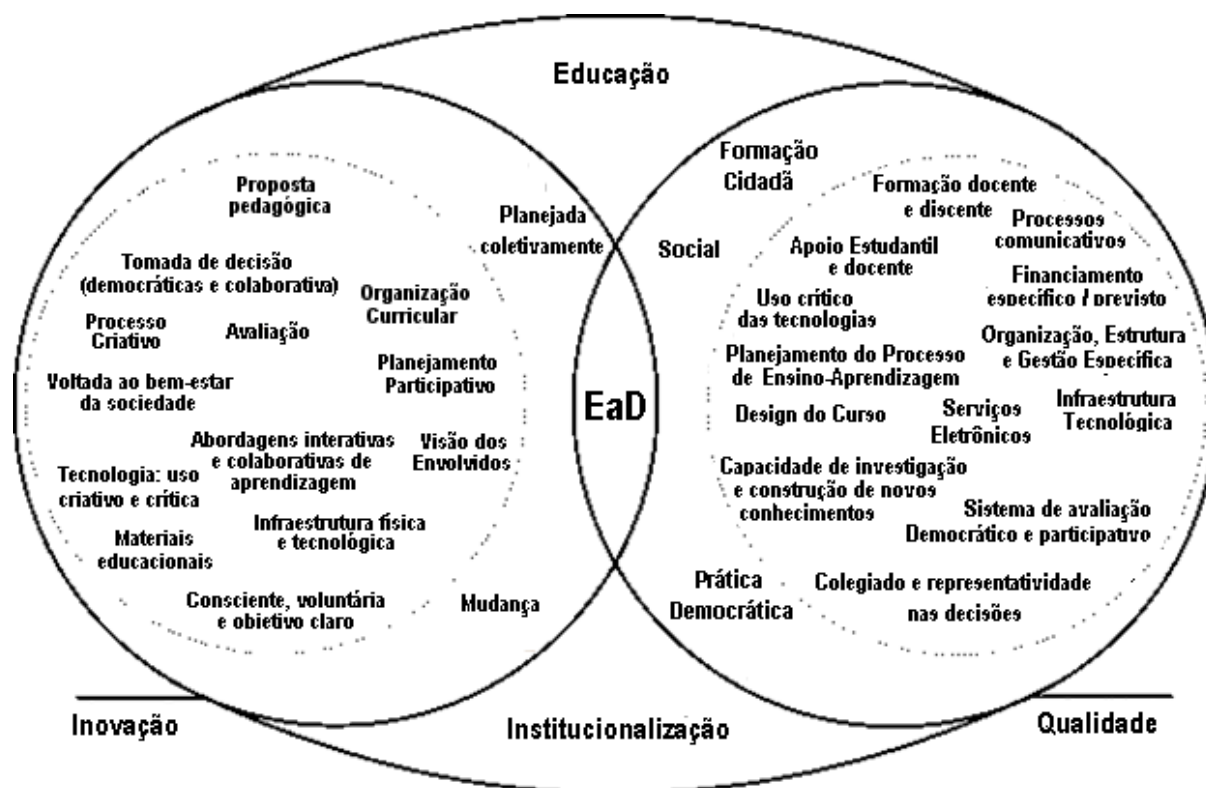 Educação
Proposta
pedagógica
Planejada
coletivamente
Tomada de decisão
(democráticas e colaborativa)
Organização
Curricular
Processo
Criativo
Avaliação
Planejamento
Participativo
Voltada ao bem-estar
da sociedade
Abordagens interativas
e colaborativas de
aprendizagem
Visão dos
Envolvidos
Tecnologia: uso
criativo e crítica
Infraestrutura física
e tecnológica
Materiais
educacionais
Consciente, voluntária
e objetivo claro
Mudança
EaD
Formação
Cidadã
Social
Formação docente
e discente
Processos
comunicativos
Apoio Estudantil
e docente
Financiamento
específico / previsto
Uso crítico
das tecnologias
Organização, Estrutura
e Gestão Específica
Planejamento do Processo
de Ensino-Aprendizagem
Design do Curso
Serviços
Eletrônicos
Infraestrutura
Tecnológica
Capacidade de investigação
e construção de novos
conhecimentos
Sistema de avaliação
Democrático e participativo
Prática
Democrática
Colegiado e representatividade
nas decisões
Inovação
Institucionalização
Qualidade